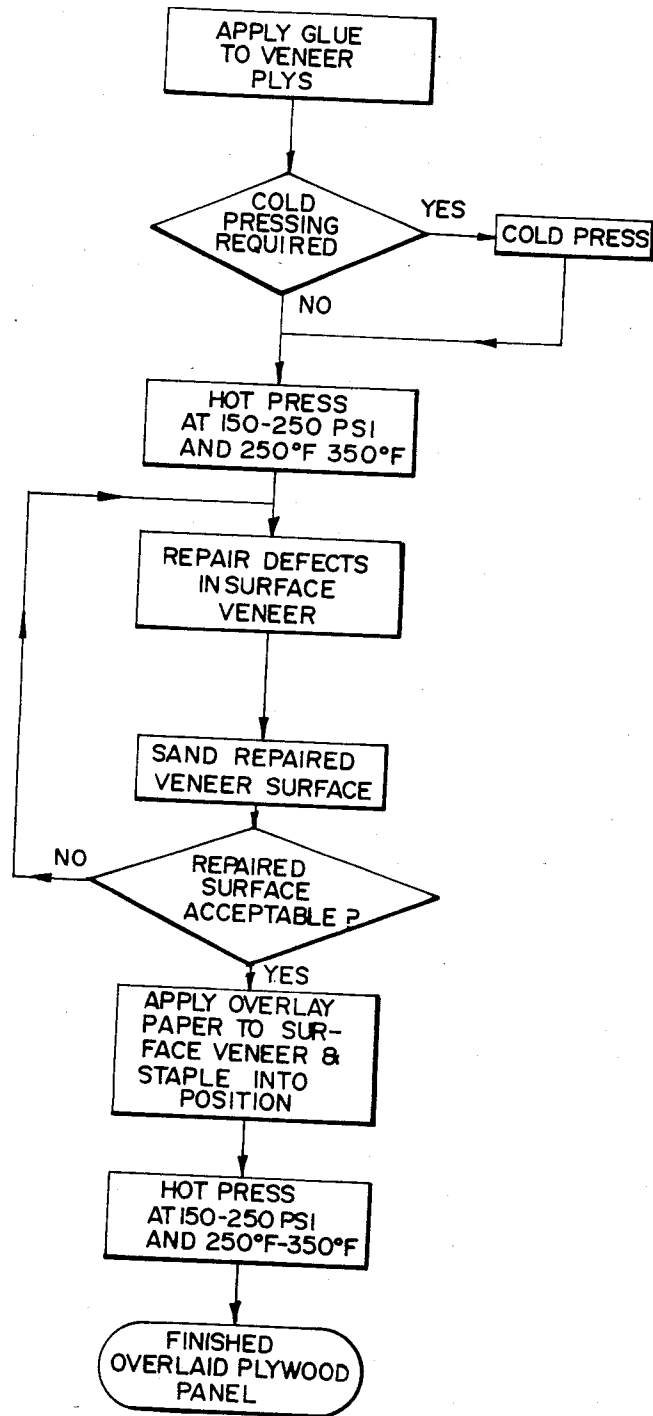 APPLY GLUE
TO VENEER
PLYS
COLD
PRESSING
REQUIRED
YES
COLD PRESS
NO
HOT PRESS
AT 150-250 PSI
AND 250°F 350°F
REPAIR DEFECTS
IN SURFACE
VENEER
SAND REPAIRED
VENEER SURFACE
NO
REPAIRED
SURFACE
ACCEPTABLE?
YES
APPLY OVERLAY
PAPER TO SUR-
FACE VENEER &
STAPLE INTO
POSITION
HOT PRESS
AT 150-250 PSI
AND 250°F-350°F
FINISHED
OVERLAID PLYWOOD
PANEL